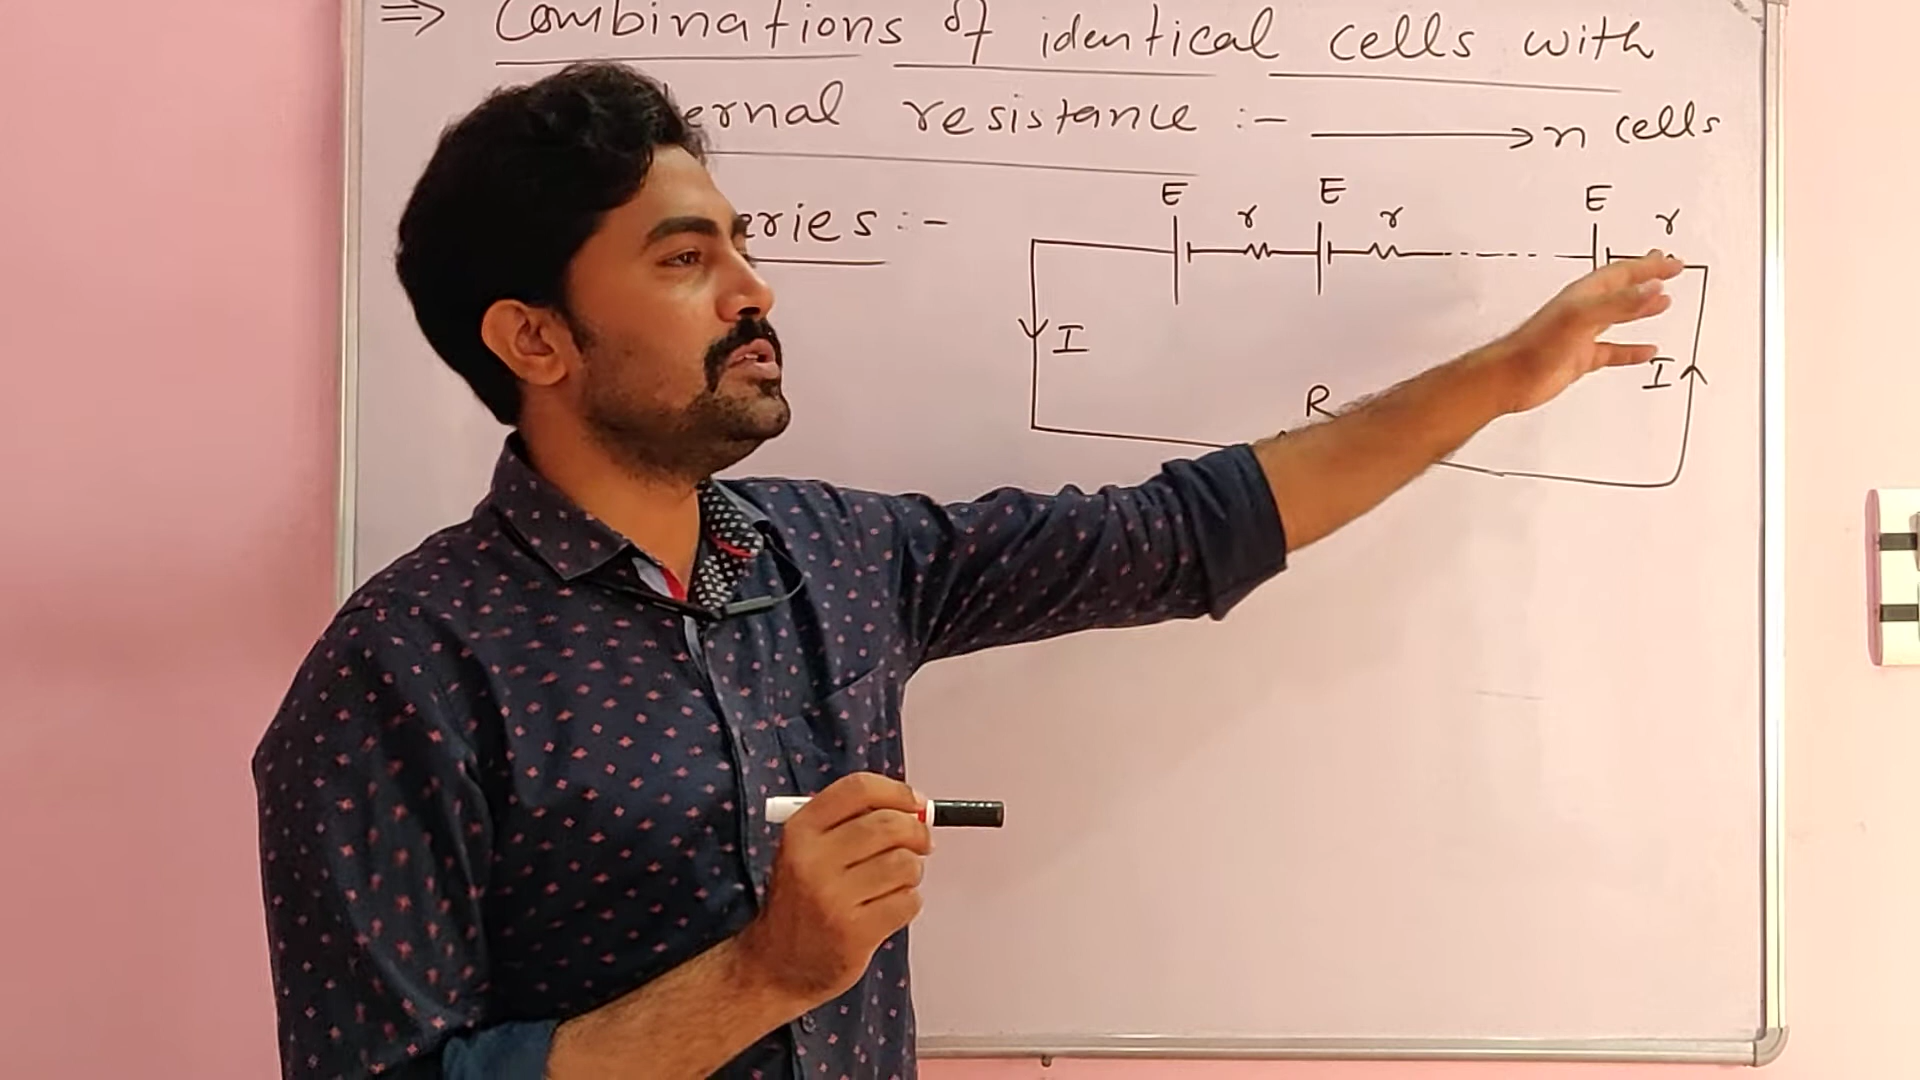 ⇒ Combinations of identical cells with
ernal resistance :- → n cells
eries :-
E r E r E r
I
R
I